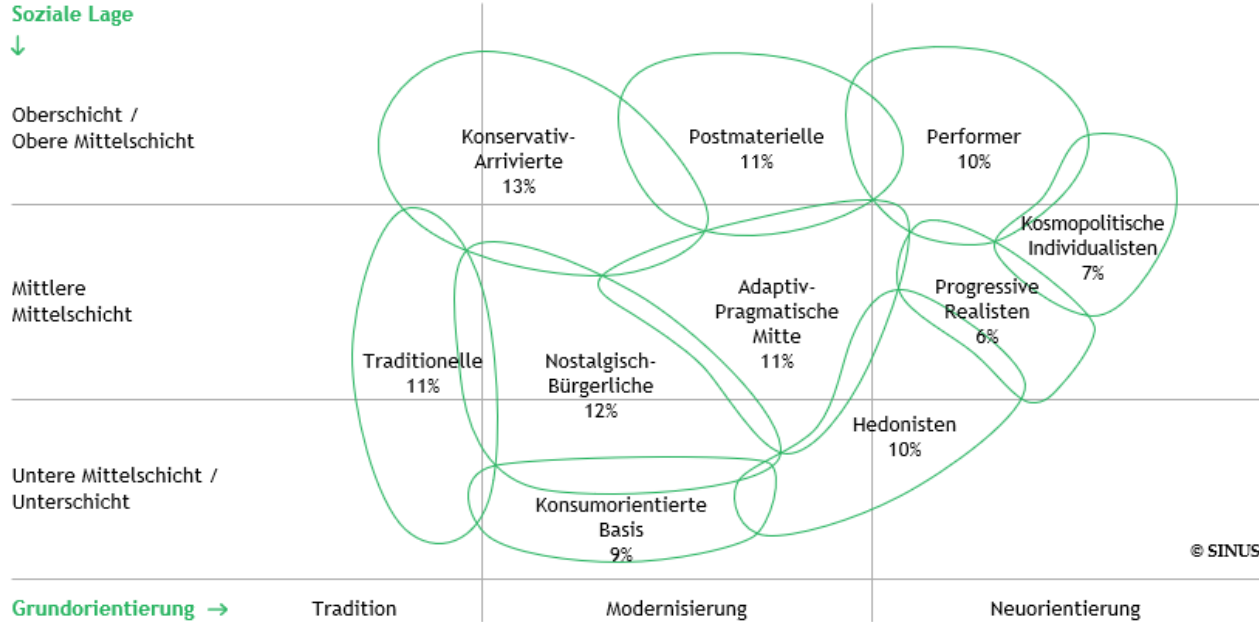 Soziale Lage
↓
Oberschicht /
Obere Mittelschicht
Konservativ-
Arrivierte
13%
Postmaterielle
11%
Performer
10%
Kosmopolitische
Individualisten
7%
Mittlere
Mittelschicht
Adaptiv-
Pragmatische
Mitte
11%
Progressive
Realisten
6%
Traditionelle
11%
Nostalgisch-
Bürgerliche
12%
Hedonisten
10%
Untere Mittelschicht /
Unterschicht
Konsumorientierte
Basis
9%
© SINUS
Grundorientierung →
Tradition
Modernisierung
Neuorientierung